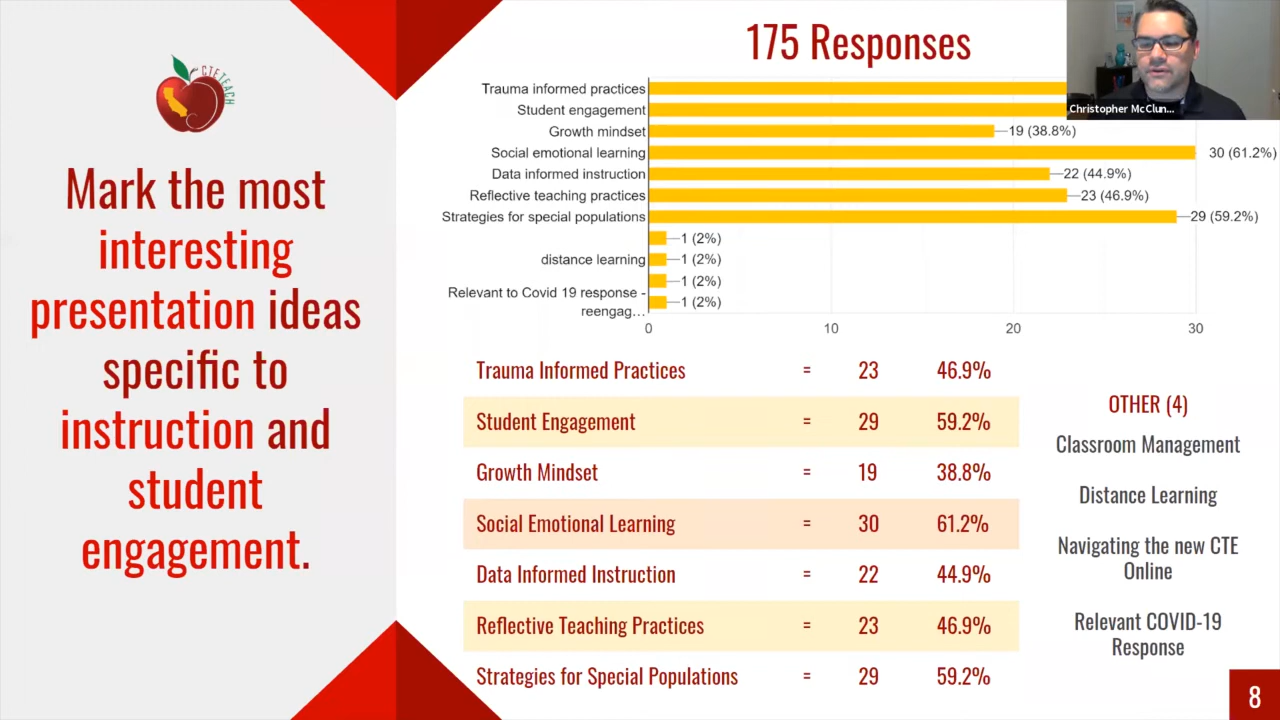 CTE TEACH
Mark the most
interesting
presentation ideas
specific to
instruction and
student
engagement.
175 Responses
Christopher McClun...
Trauma informed practices
Student engagement
Growth mindset
19 (38.8%)
Social emotional learning
30 (61.2%)
Data informed instruction
22 (44.9%)
Reflective teaching practices
23 (46.9%)
Strategies for special populations
29 (59.2%)
1 (2%)
distance learning
1 (2%)
1 (2%)
Relevant to Covid 19 response -
reengag...
1 (2%)
0 10 20 30
Trauma Informed Practices = 23 46.9%
Student Engagement = 29 59.2%
Growth Mindset = 19 38.8%
Social Emotional Learning = 30 61.2%
Data Informed Instruction = 22 44.9%
Reflective Teaching Practices = 23 46.9%
Strategies for Special Populations = 29 59.2%
OTHER (4)
Classroom Management
Distance Learning
Navigating the new CTE
Online
Relevant COVID-19
Response
8